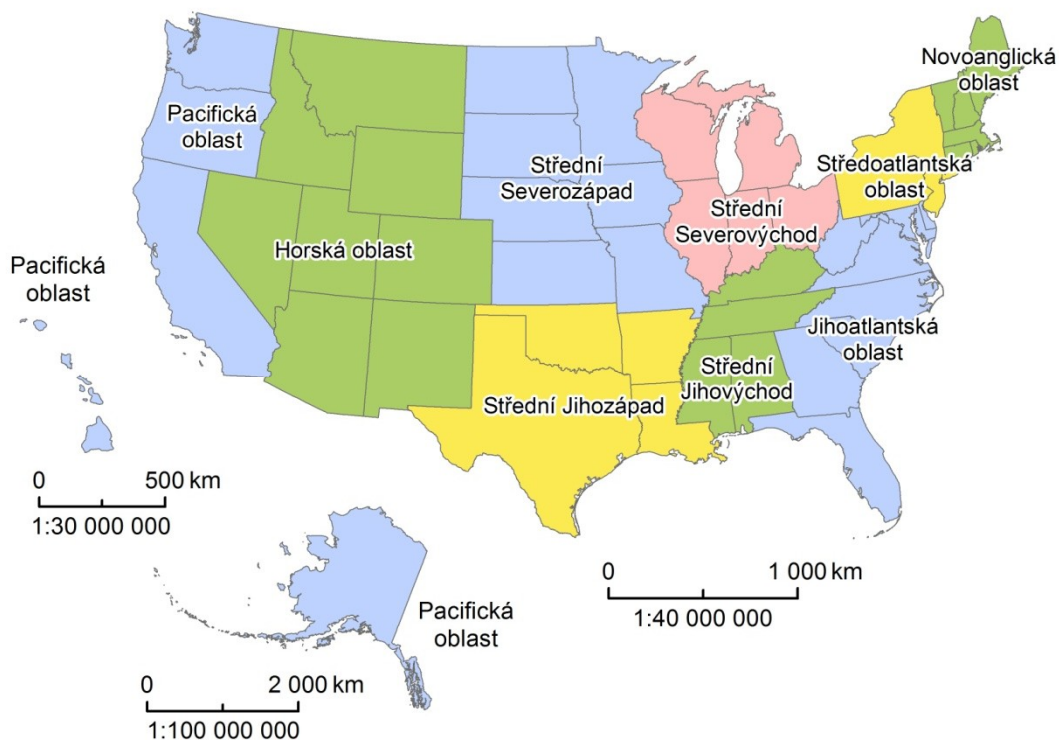 Novoanglická
oblast
Pacifická
oblast
Střední
Severozápad
Středoatlantská
oblast
Střední
Severovýchod
Horská oblast
Pacifická
oblast
Jihoatlantská
oblast
Střední
Jihovýchod
Střední Jihozápad
0 500 km
1:30 000 000
0 1 000 km
1:40 000 000
Pacifická
oblast
0 2 000 km
1:100 000 000